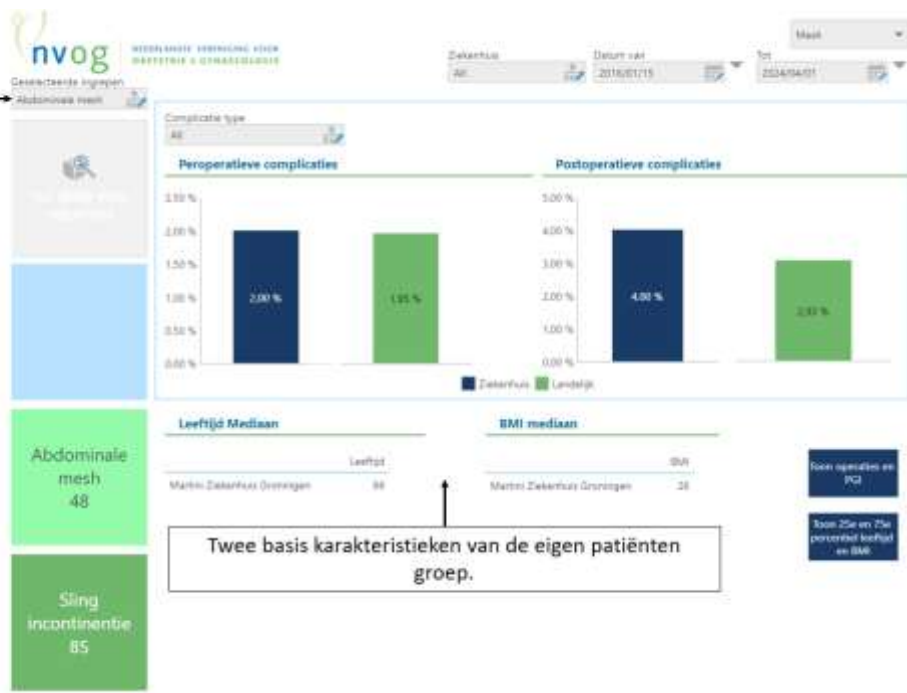 nvog
NEDERLANDSE VERENIGING VOOR
OBSTETRIE & GYNAECOLOGIE
Mask
Ziekenhuis
Datum van
Tot
All
2016/01/15
2024/04/01
Geselecteerde ingrepen
Abdominale mesh
Complicatie type
All
Peroperatieve complicaties
Postoperatieve complicaties
2.50 %
2.00 %
1.50 %
1.00 %
0.50 %
0.00 %
2,00 %
1,95 %
5.00 %
4.00 %
3.00 %
2.00 %
1.00 %
0.00 %
4,00 %
Ziekenhuis
Landelijk
Abdominale
mesh
48
Sling
incontinentie
85
Leeftijd Mediaan
Leeftijd
Martini Ziekenhuis Groningen
BMI mediaan
BMI
Martini Ziekenhuis Groningen
Toon operaties en
PGI
Toon 25e en 75e
percentiel leeftijd
en BMI
Twee basis karakteristieken van de eigen patiënten
groep.